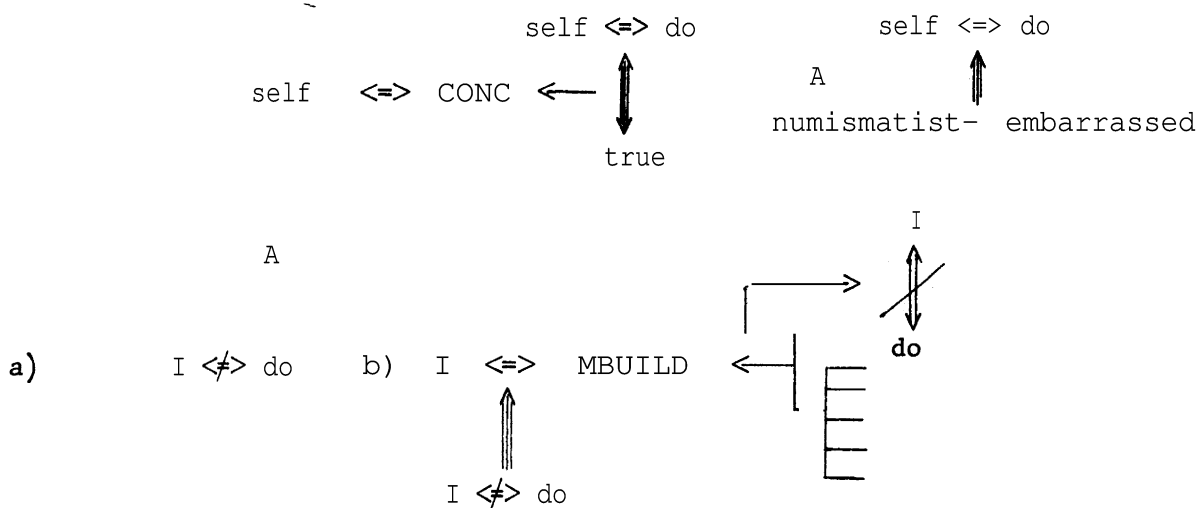 self <=> do self <=> do
A
self <=> CONC
numismatist- embarrassed
true
I
A
do
a) I <≠> do b) I <=> MBUILD
I <≠> do